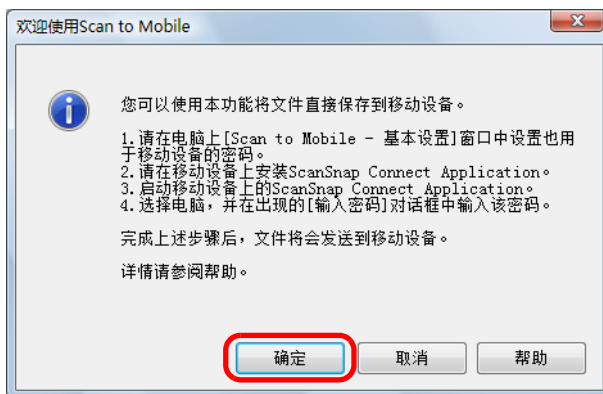 欢迎使用Scan to Mobile
您可以使用本功能将文件直接保存到移动设备。
1.请在电脑上[Scan to Mobile - 基本设置]窗口中设置也用
于移动设备的密码。
2.请在移动设备上安装ScanSnap Connect Application。
3.启动移动设备上的ScanSnap Connect Application。
4.选择电脑，并在出现的[输入密码]对话框中输入该密码。
完成上述步骤后，文件将会发送到移动设备。
详情请参阅帮助。
确定 取消 帮助